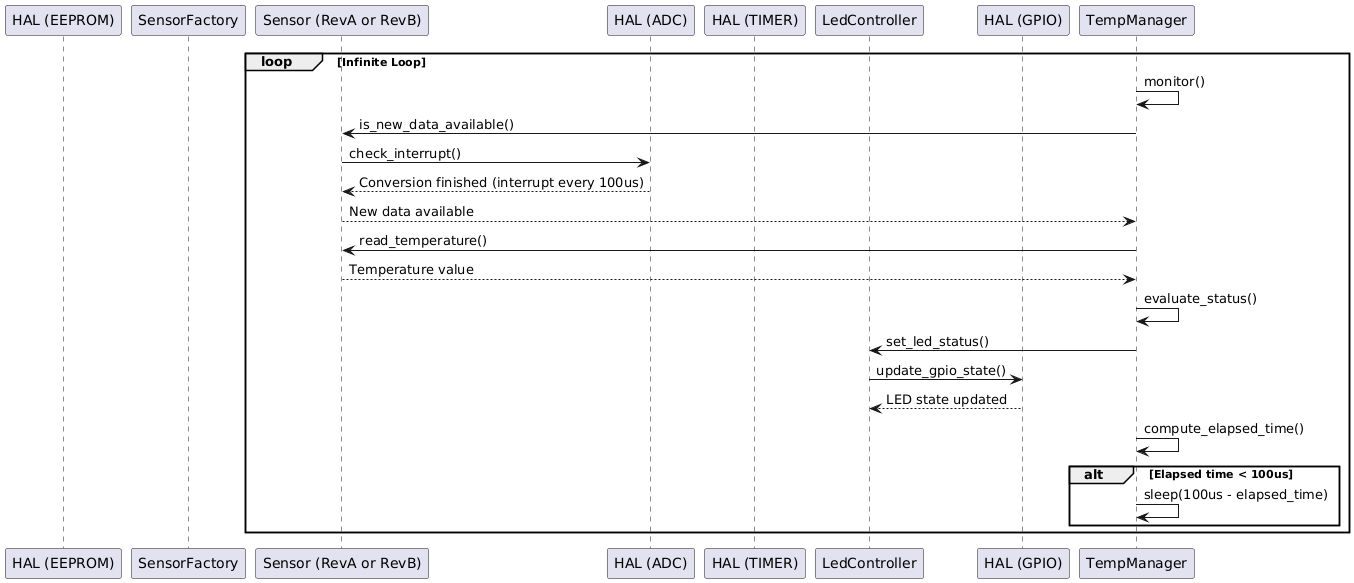 HAL (EEPROM) SensorFactory Sensor (RevA or RevB) HAL (ADC) HAL (TIMER) LedController HAL (GPIO) TempManager
loop [Infinite Loop]
monitor()
is_new_data_available()
check_interrupt()
Conversion finished (interrupt every 100us)
New data available
read_temperature()
Temperature value
evaluate_status()
set_led_status()
update_gpio_state()
LED state updated
compute_elapsed_time()
alt [Elapsed time < 100us]
sleep(100us - elapsed_time)
HAL (EEPROM) SensorFactory Sensor (RevA or RevB) HAL (ADC) HAL (TIMER) LedController HAL (GPIO) TempManager